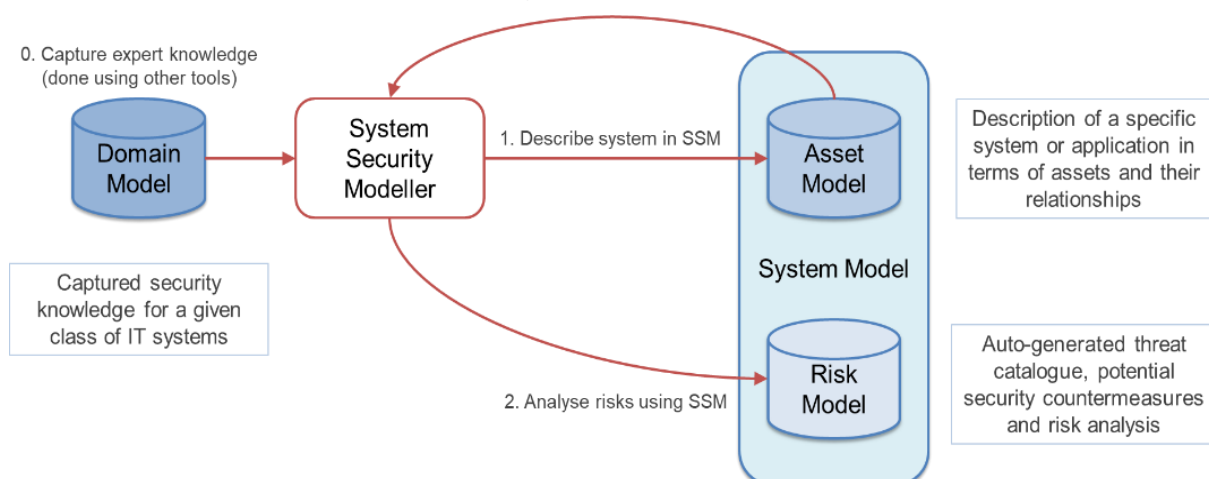 0. Capture expert knowledge
(done using other tools)
Domain
Model
System
Security
Modeller
1. Describe system in SSM
Asset
Model
Description of a specific
system or application in
terms of assets and their
relationships
Captured security
knowledge for a given
class of IT systems
System Model
2. Analyse risks using SSM
Risk
Model
Auto-generated threat
catalogue, potential
security countermeasures
and risk analysis